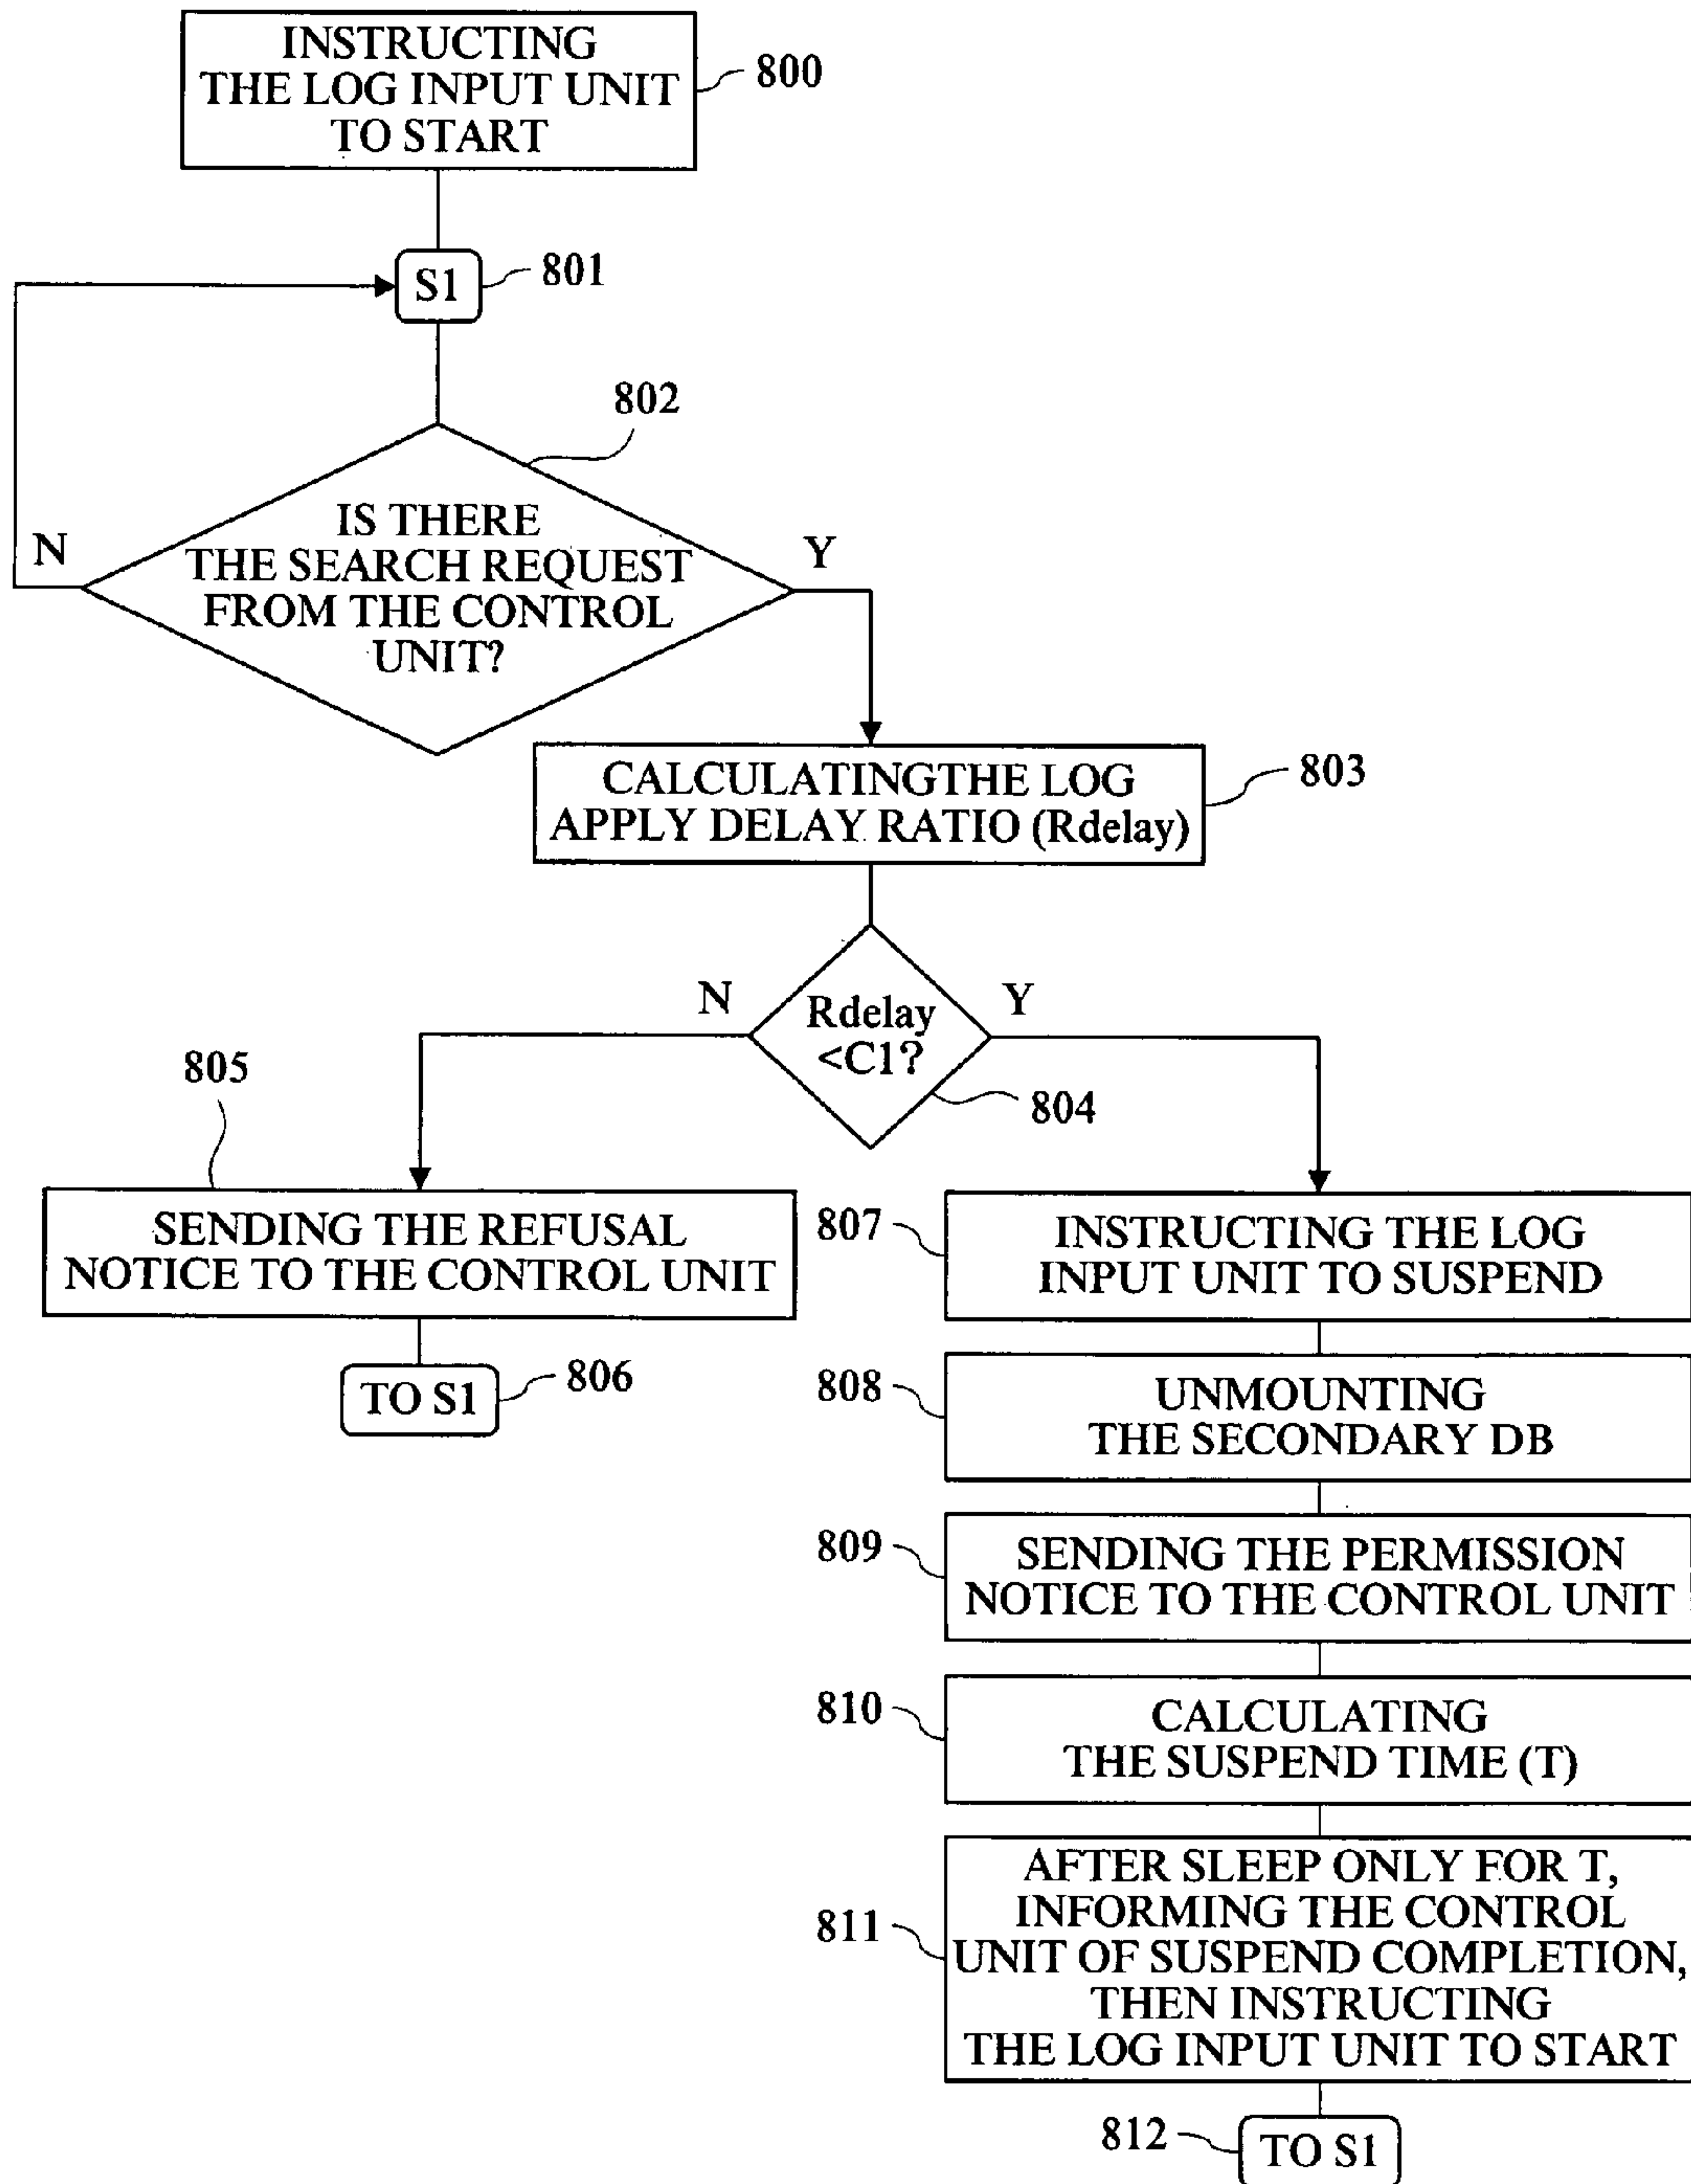 INSTRUCTING
THE LOG INPUT UNIT
TO START
800
S1
801
802
IS THERE
THE SEARCH REQUEST
FROM THE CONTROL
UNIT?
N
Y
CALCULATINGTHE LOG
APPLY DELAY RATIO (Rdelay)
803
Rdelay
<C1?
N
Y
804
805
SENDING THE REFUSAL
NOTICE TO THE CONTROL UNIT
TO S1
806
807
INSTRUCTING THE LOG
INPUT UNIT TO SUSPEND
808
UNMOUNTING
THE SECONDARY DB
809
SENDING THE PERMISSION
NOTICE TO THE CONTROL UNIT
810
CALCULATING
THE SUSPEND TIME (T)
811
AFTER SLEEP ONLY FOR T,
INFORMING THE CONTROL
UNIT OF SUSPEND COMPLETION,
THEN INSTRUCTING
THE LOG INPUT UNIT TO START
812
TO S1